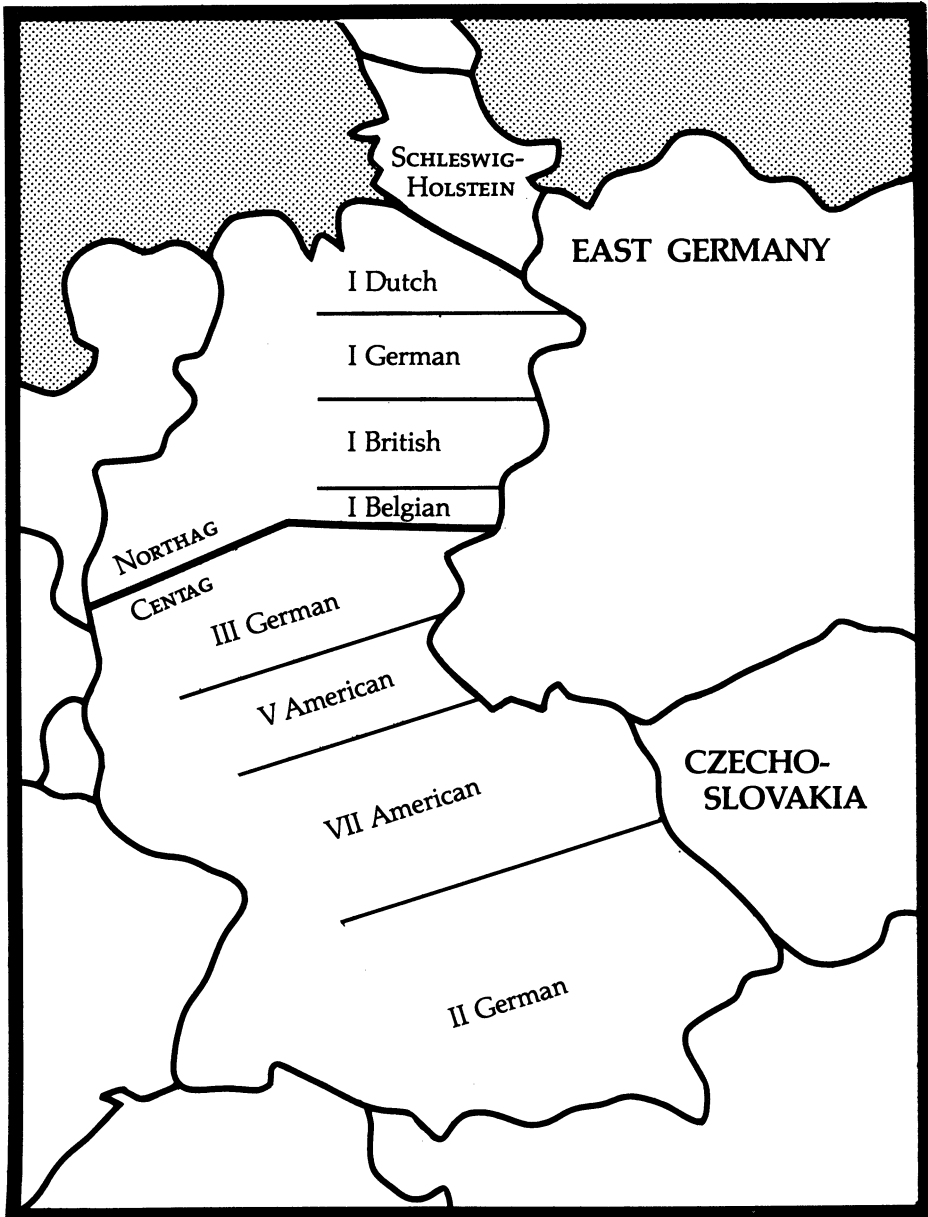 SCHLESWIG-
HOLSTEIN
EAST GERMANY
I Dutch
I German
I British
I Belgian
NORTHAG
CENTAG
III German
V American
VII American
CZECHO-
SLOVAKIA
II German